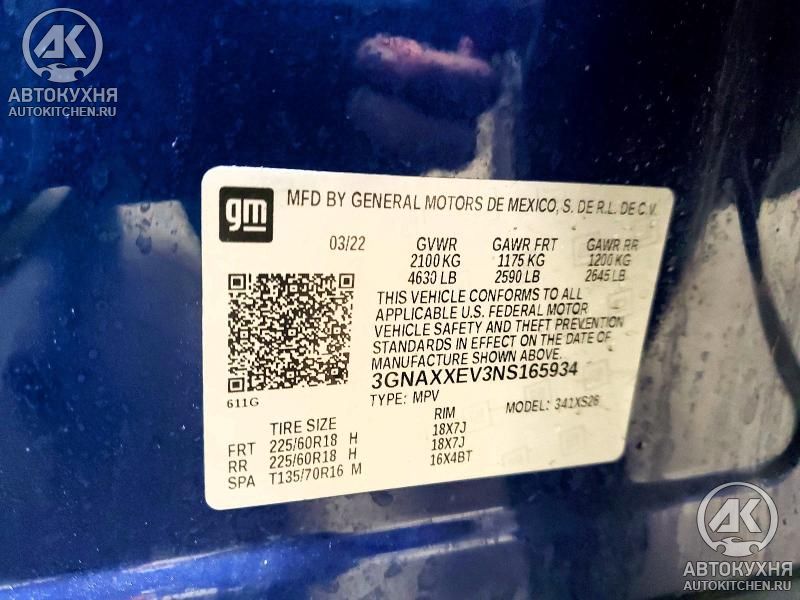 AK
АВТОКУХНЯ
AUTOKITCHEN.RU
gm
MFD BY GENERAL MOTORS DE MEXICO, S. DE R.L. DE C.V.
03/22 GVWR GAWR FRT GAWR RR
2100 KG 1175 KG 1200 KG
4630 LB 2590 LB 2645 LB
THIS VEHICLE CONFORMS TO ALL
APPLICABLE U.S. FEDERAL MOTOR
VEHICLE SAFETY AND THEFT PREVENTION
STANDARDS IN EFFECT ON THE DATE OF
MANUFACTURE SHOWN ABOVE.
3GNAXXEV3NS165934
611G TYPE: MPV MODEL: 341XS26
TIRE SIZE RIM
FRT 225/60R18 H 18X7J
RR 225/60R18 H 18X7J
SPA T135/70R16 M 16X4BT
AK
АВТОКУХНЯ
AUTOKITCHEN.RU